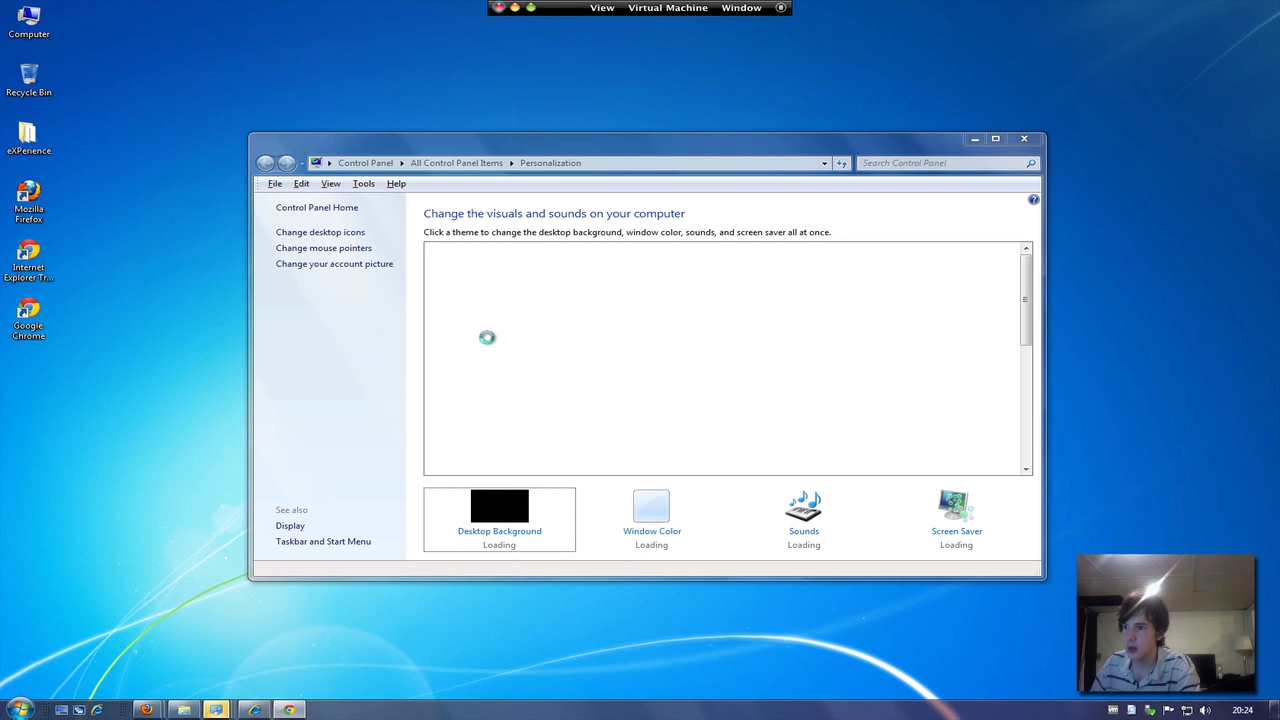 View Virtual Machine Window
Computer
Recycle Bin
eXPerience
Mozilla
Firefox
Internet
Explorer Tr...
Google
Chrome
Control Panel All Control Panel Items Personalization
Search Control Panel
File Edit View Tools Help
Control Panel Home
Change desktop icons
Change mouse pointers
Change your account picture
Change the visuals and sounds on your computer
Click a theme to change the desktop background, window color, sounds, and screen saver all at once.
Desktop Background
Loading
Window Color
Loading
Sounds
Loading
Screen Saver
Loading
See also
Display
Taskbar and Start Menu
20:24